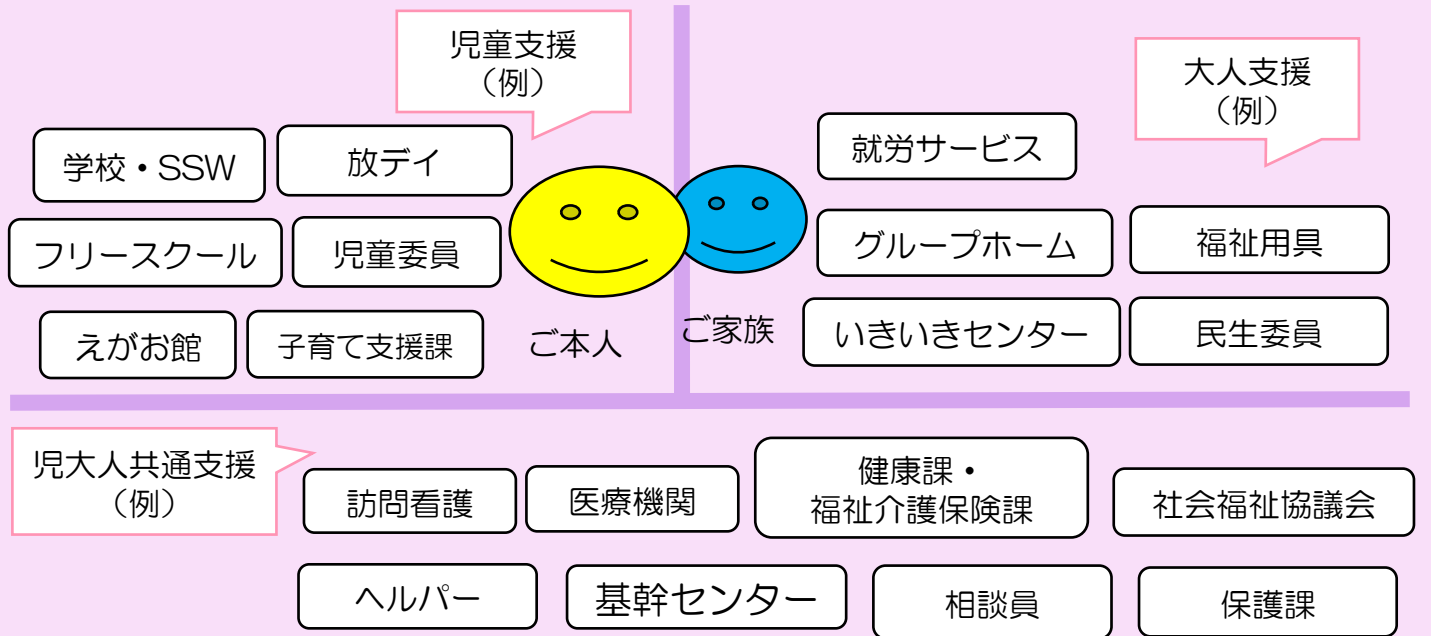 児童支援
（例）
学校・SSW
放デイ
フリースクール
児童委員
えがお館
子育て支援課
ご本人
ご家族
大人支援
（例）
就労サービス
グループホーム
福祉用具
いきいきセンター
民生委員
児大人共通支援
（例）
訪問看護
医療機関
健康課・
福祉介護保険課
社会福祉協議会
ヘルパー
基幹センター
相談員
保護課